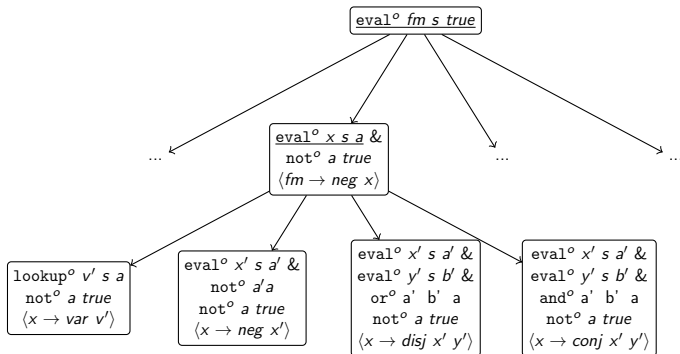 evalᵒ fm s true
...
evalᵒ x s a &
notᵒ a true
⟨fm → neg x⟩
...
...
lookupᵒ v′ s a
notᵒ a true
⟨x → var v′⟩
evalᵒ x′ s a′ &
notᵒ a′a
notᵒ a true
⟨x → neg x′⟩
evalᵒ x′ s a′ &
evalᵒ y′ s b′ &
orᵒ a' b' a
notᵒ a true
⟨x → disj x′ y′⟩
evalᵒ x′ s a′ &
evalᵒ y′ s b′ &
andᵒ a' b' a
notᵒ a true
⟨x → conj x′ y′⟩